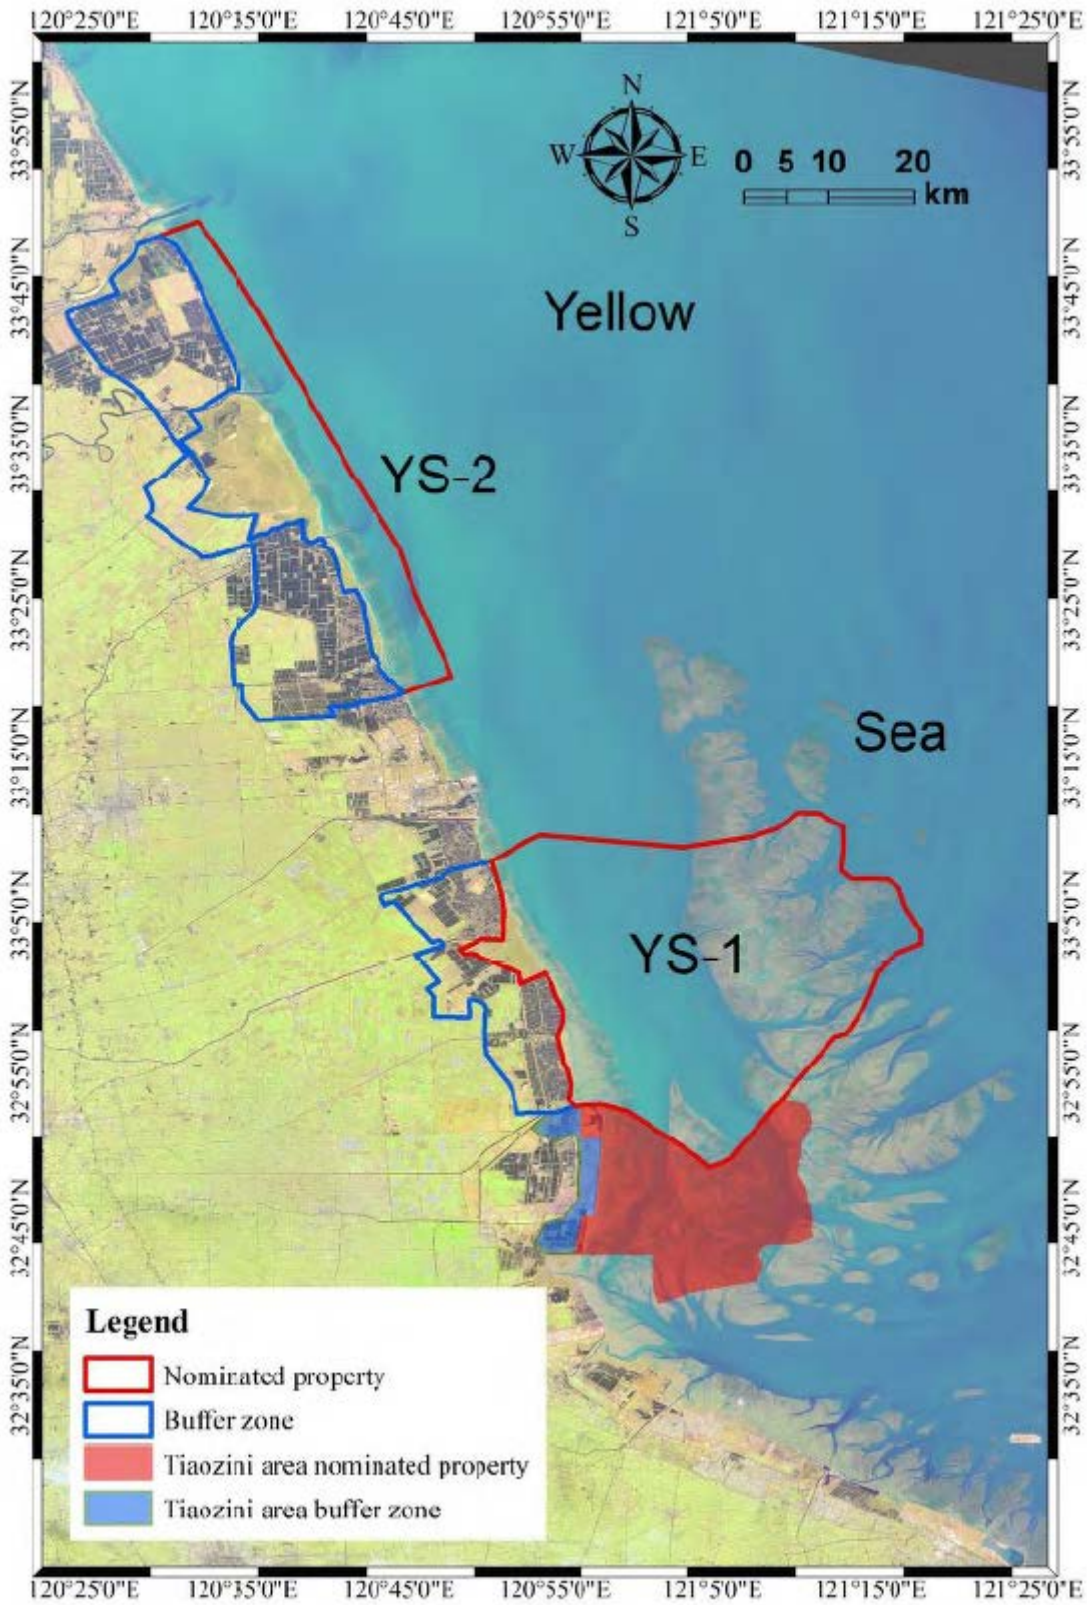 120°25'0"E 120°35'0"E 120°45'0"E 120°55'0"E 121°5'0"E 121°15'0"E 121°25'0"E
N
W E
S
0 5 10 20
km
Yellow
YS-2
Sea
YS-1
33°55'0"N 33°55'0"N
33°45'0"N 33°45'0"N
33°35'0"N 33°35'0"N
33°25'0"N 33°25'0"N
33°15'0"N 33°15'0"N
33°5'0"N 33°5'0"N
32°55'0"N 32°55'0"N
32°45'0"N 32°45'0"N
32°35'0"N 32°35'0"N
Legend
Nominated property
Buffer zone
Tiaozini area nominated property
Tiaozini area buffer zone
120°25'0"E 120°35'0"E 120°45'0"E 120°55'0"E 121°5'0"E 121°15'0"E 121°25'0"E